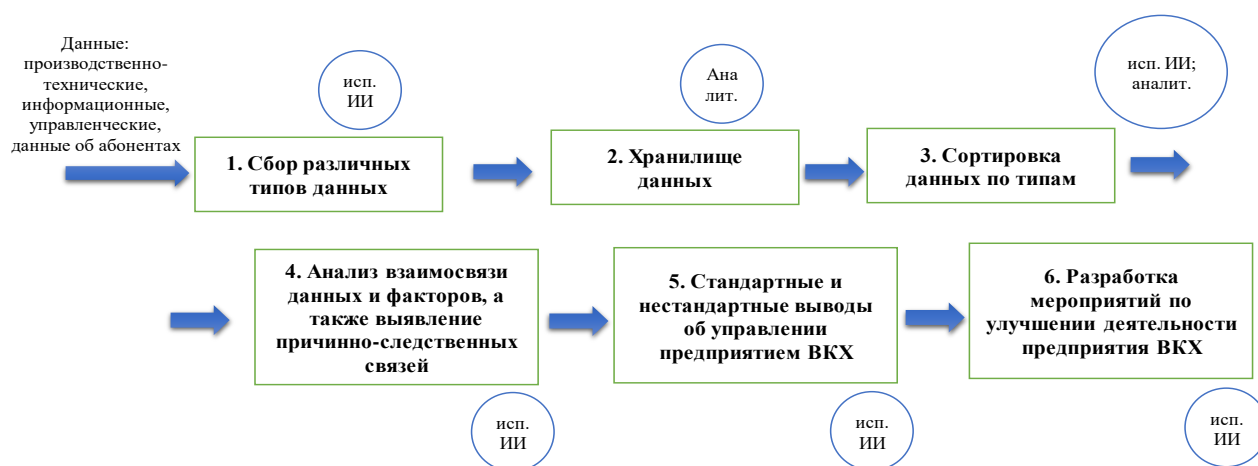 Данные:
производственно-
технические,
информационные,
управленческие,
данные об абонентах
исп.
ИИ
Ана
лит.
исп. ИИ;
аналит.
1. Сбор различных
типов данных
2. Хранилище
данных
3. Сортировка
данных по типам
4. Анализ взаимосвязи
данных и факторов, а
также выявление
причинно-следственных
связей
5. Стандартные и
нестандартные выводы
об управлении
предприятием ВКХ
6. Разработка
мероприятий по
улучшении деятельности
предприятия ВКХ
исп.
ИИ
исп.
ИИ
исп.
ИИ